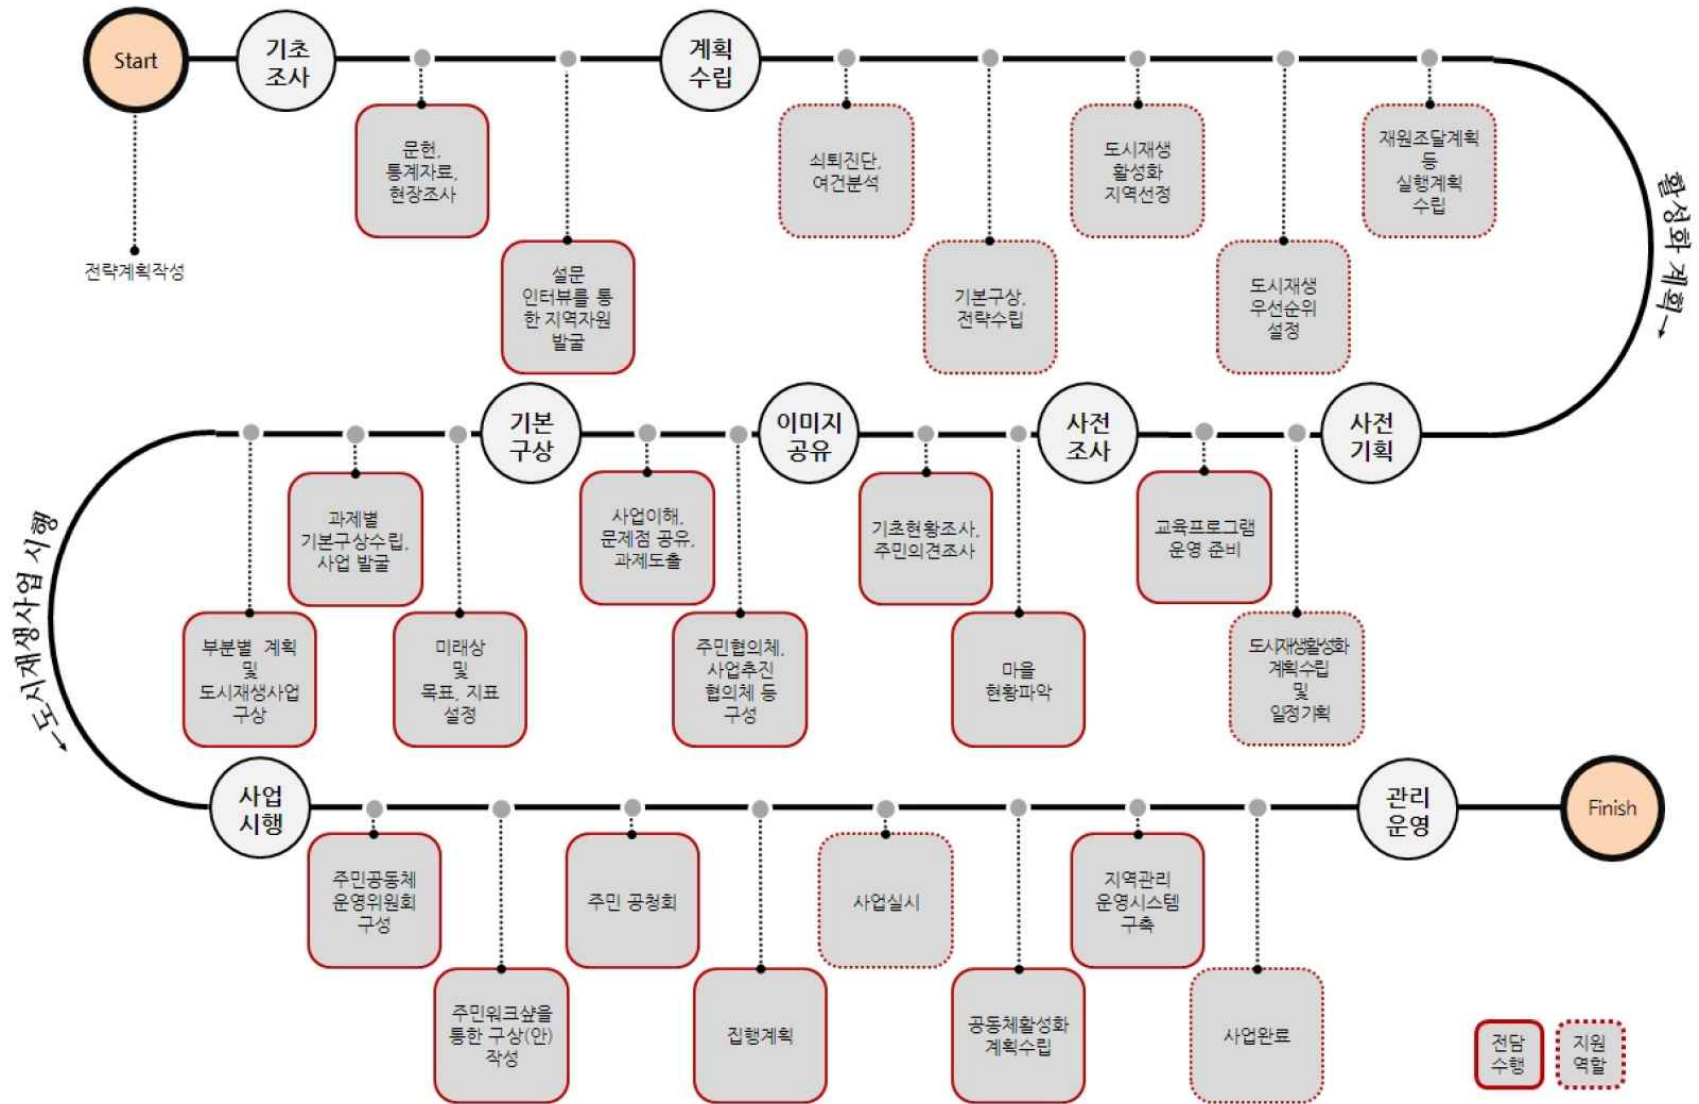 Start
기초
조사
계획
수립
문헌,
통계자료,
현장조사
설문
인터뷰를 통
한 지역자원
발굴
쇠퇴진단,
여건분석
기본구상,
전략수립
도시재생
활성화
지역선정
도시재생
우선순위
설정
재원조달계획
등
실행계획
수립
전략계획작성
활성화 계획→
사전
기획
사전
조사
이미지
공유
기본
구상
도시재생활성화
계획수립
및
일정기획
교육프로그램
운영 준비
마을
현황파악
기초현황조사,
주민의견조사
주민협의체,
사업추진
협의체 등
구성
사업이해,
문제점 공유,
과제도출
미래상
및
목표, 지표
설정
과제별
기본구상수립,
사업 발굴
부분별 계획
및
도시재생사업
구상
←도시재생사업 시행
사업
시행
주민공동체
운영위원회
구성
주민워크샾을
통한 구상(안)
작성
주민 공청회
집행계획
사업실시
공동체활성화
계획수립
지역관리
운영시스템
구축
사업완료
관리
운영
Finish
전담
수행
지원
역할